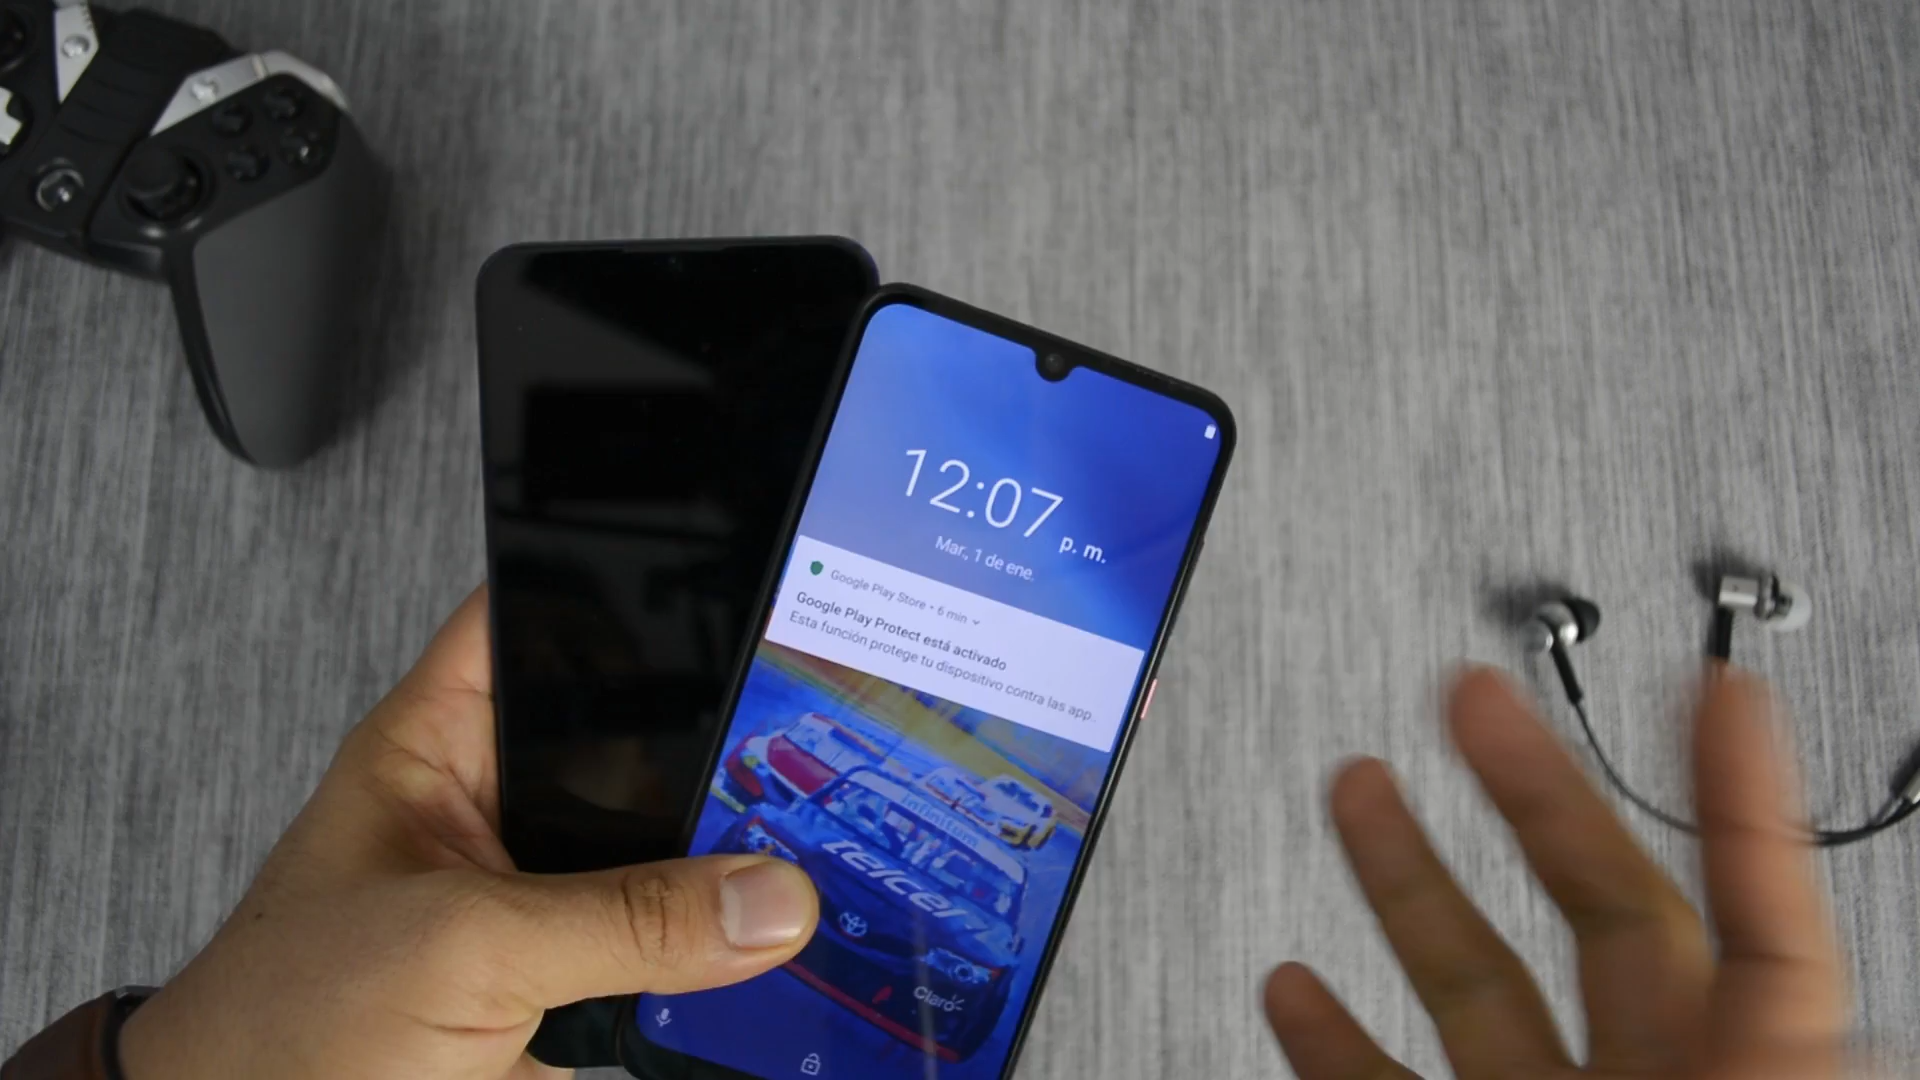 12:07 p. m.
Mar., 1 de ene.
Google Play Store • 6 min
Google Play Protect está activado
Esta función protege tu dispositivo contra las app..
Infinitum
telcel
Claro